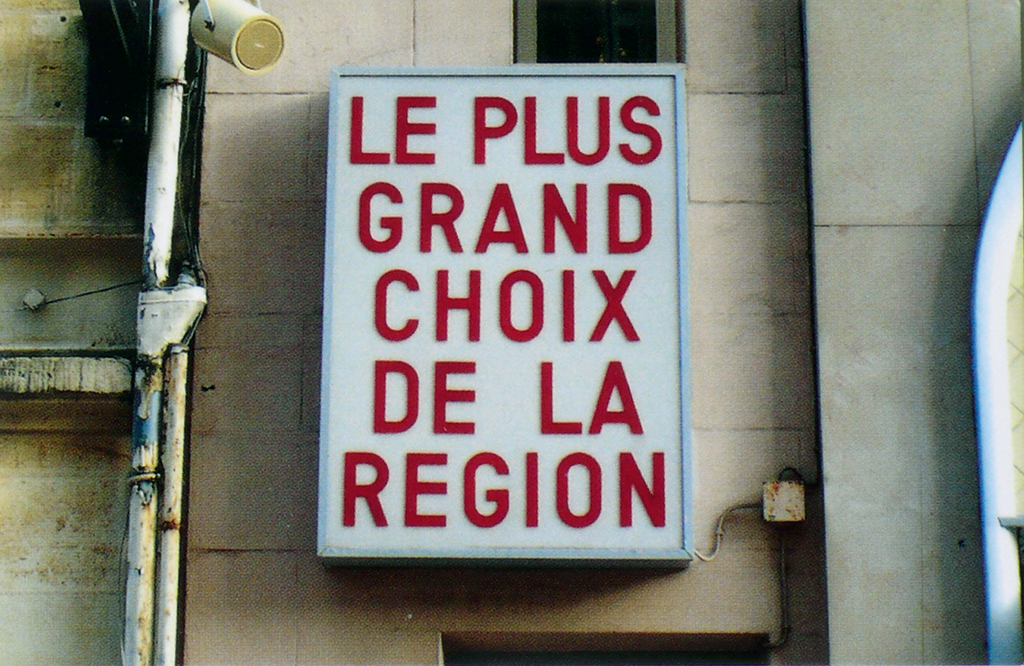 LE PLUS
GRAND
CHOIX
DE LA
REGION